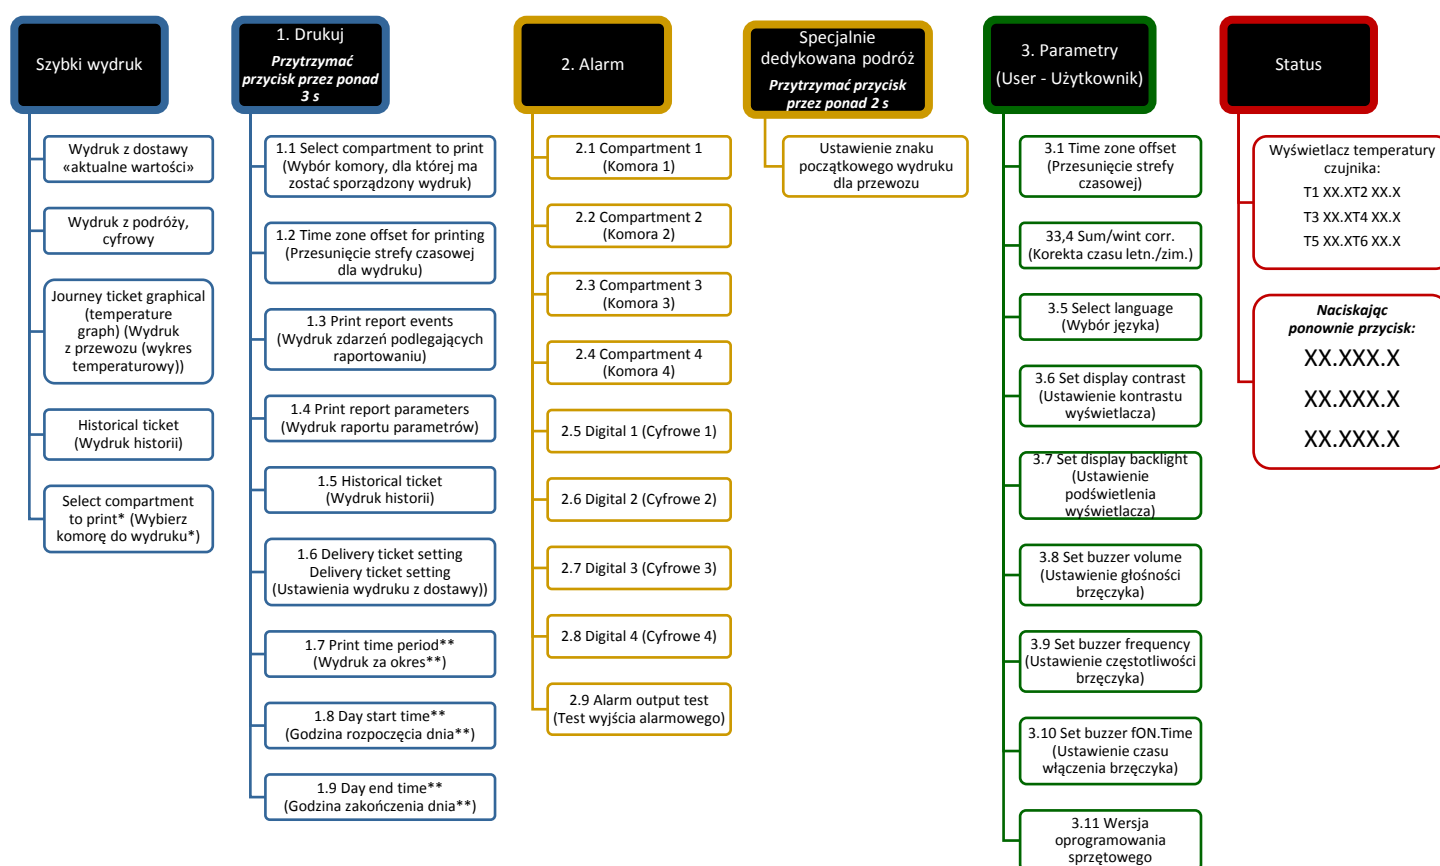 Szybki wydruk
Wydruk z dostawy
«aktualne wartości»
Wydruk z podróży,
cyfrowy
Journey ticket graphical
(temperature
graph) (Wydruk
z przewozu (wykres
temperaturowy))
Historical ticket
(Wydruk historii)
Select compartment
to print* (Wybierz
komorę do wydruku*)
1. Drukuj
Przytrzymać
przycisk przez ponad
3 s
1.1 Select compartment to print
(Wybór komory, dla której ma
zostać sporządzony wydruk)
1.2 Time zone offset for printing
(Przesunięcie strefy czasowej
dla wydruku)
1.3 Print report events
(Wydruk zdarzeń podlegających
raportowaniu)
1.4 Print report parameters
(Wydruk raportu parametrów)
1.5 Historical ticket
(Wydruk historii)
1.6 Delivery ticket setting
Delivery ticket setting
(Ustawienia wydruku z dostawy))
1.7 Print time period**
(Wydruk za okres**)
1.8 Day start time**
(Godzina rozpoczęcia dnia**)
1.9 Day end time**
(Godzina zakończenia dnia**)
2. Alarm
2.1 Compartment 1
(Komora 1)
2.2 Compartment 2
(Komora 2)
2.3 Compartment 3
(Komora 3)
2.4 Compartment 4
(Komora 4)
2.5 Digital 1 (Cyfrowe 1)
2.6 Digital 2 (Cyfrowe 2)
2.7 Digital 3 (Cyfrowe 3)
2.8 Digital 4 (Cyfrowe 4)
2.9 Alarm output test
(Test wyjścia alarmowego)
Specjalnie
dedykowana podróż
Przytrzymać przycisk
przez ponad 2 s
Ustawienie znaku
początkowego wydruku
dla przewozu
3. Parametry
(User - Użytkownik)
3.1 Time zone offset
(Przesunięcie strefy
czasowej)
33,4 Sum/wint corr.
(Korekta czasu letn./zim.)
3.5 Select language
(Wybór języka)
3.6 Set display contrast
(Ustawienie kontrastu
wyświetlacza)
3.7 Set display backlight
(Ustawienie
podświetlenia
wyświetlacza)
3.8 Set buzzer volume
(Ustawienie głośności
brzęczyka)
3.9 Set buzzer frequency
(Ustawienie częstotliwości
brzęczyka)
3.10 Set buzzer fON.Time
(Ustawienie czasu
włączenia brzęczyka)
3.11 Wersja
oprogramowania
sprzętowego
Status
Wyświetlacz temperatury
czujnika:
T1 XX.XT2 XX.X
T3 XX.XT4 XX.X
T5 XX.XT6 XX.X
Naciskając
ponownie przycisk:
XX.XXX.X
XX.XXX.X
XX.XXX.X